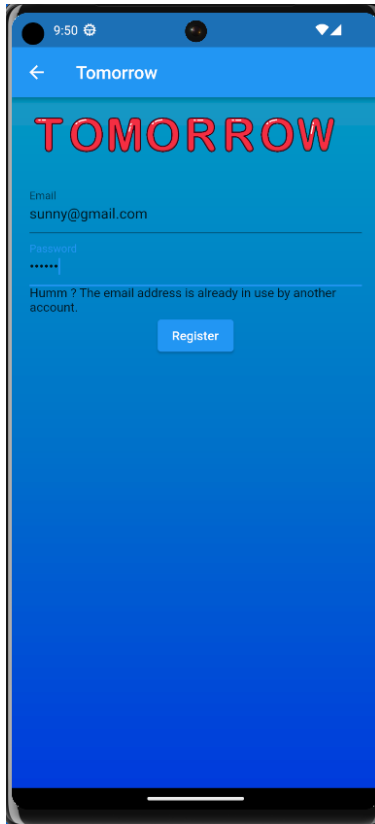 9:50
Tomorrow
TOMORROW
Email
sunny@gmail.com
Password
••••••
Humm ? The email address is already in use by another
account.
Register